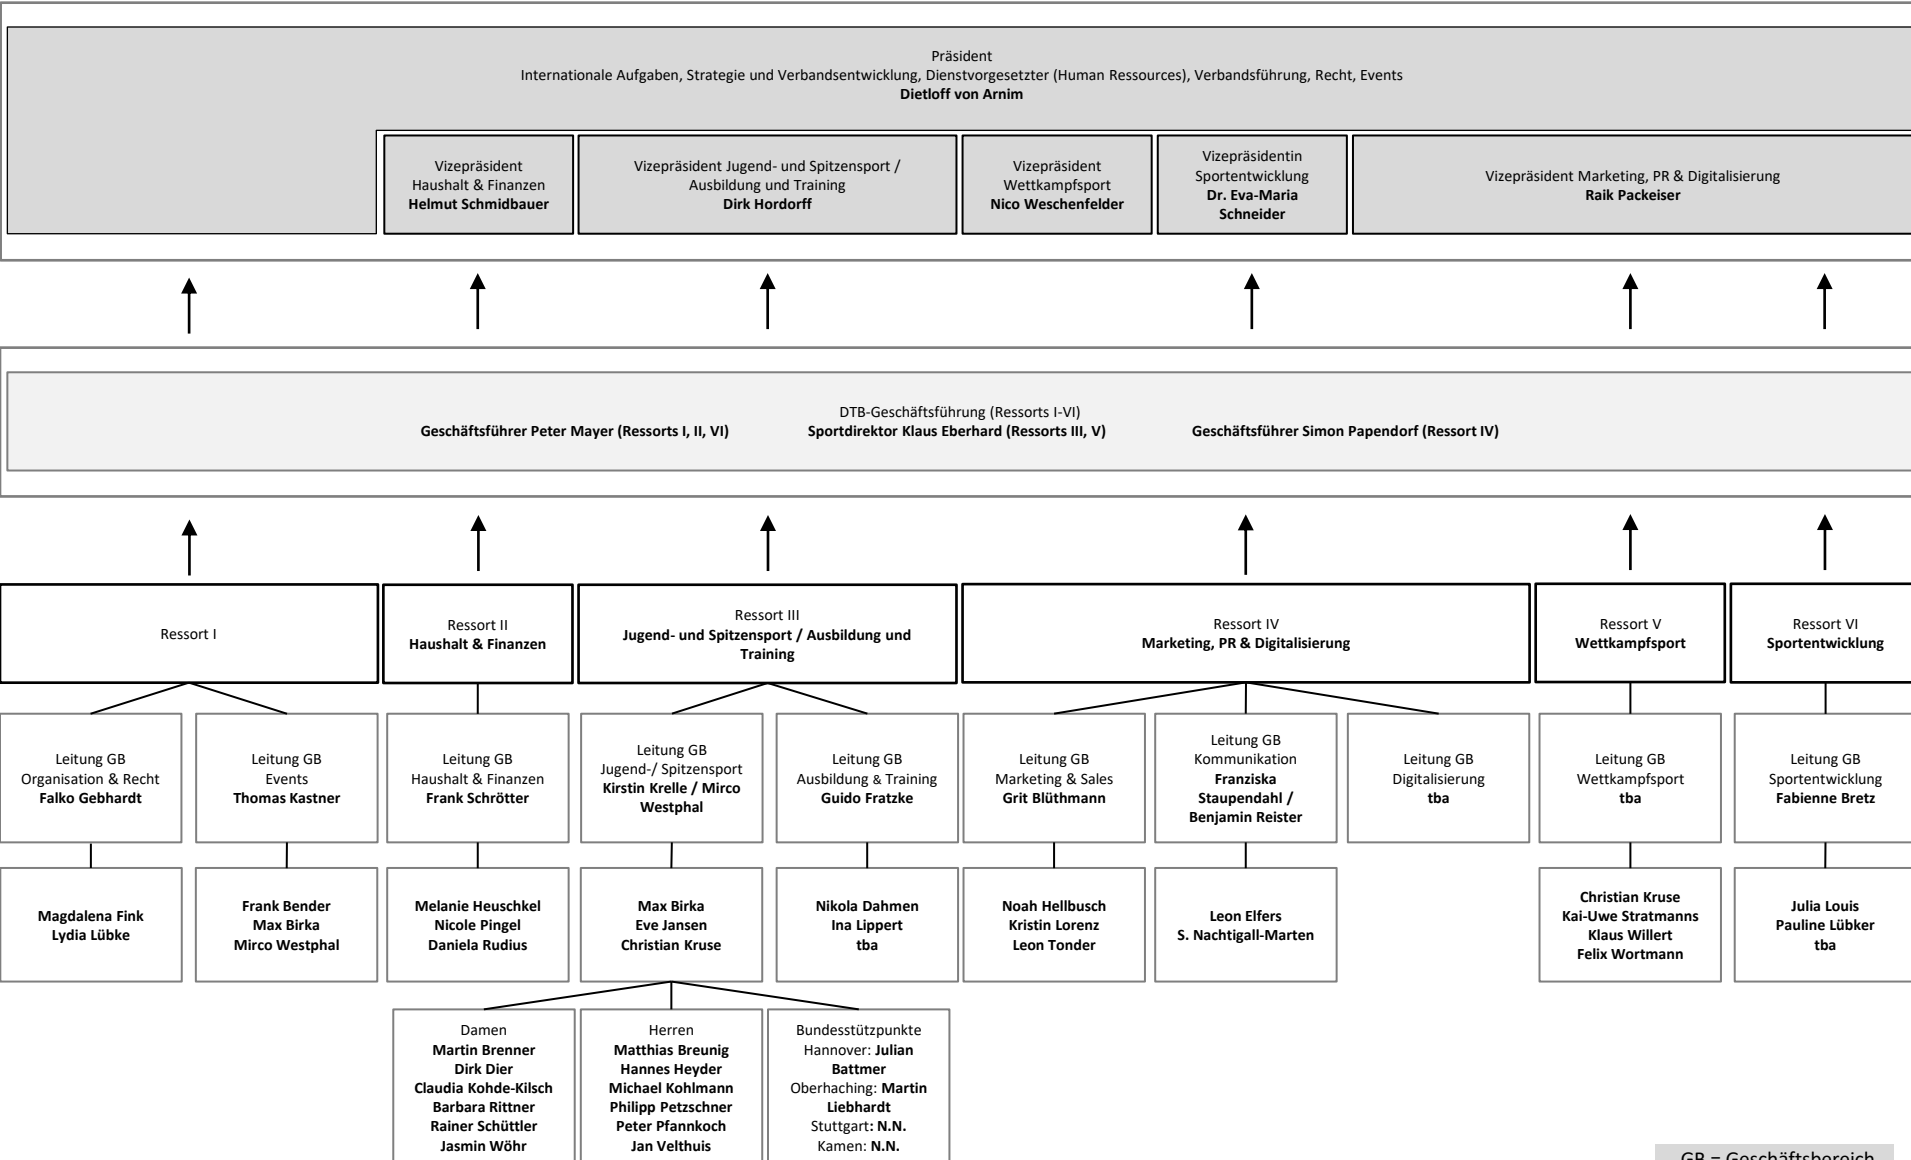 Präsident
Internationale Aufgaben, Strategie und Verbandsentwicklung, Dienstvorgesetzter (Human Ressources), Verbandsführung, Recht, Events
Dietloff von Arnim
Vizepräsident
Haushalt & Finanzen
Helmut Schmidbauer
Vizepräsident Jugend- und Spitzensport /
Ausbildung und Training
Dirk Hordorff
Vizepräsident
Wettkampfsport
Nico Weschenfelder
Vizepräsidentin
Sportentwicklung
Dr. Eva-Maria
Schneider
Vizepräsident Marketing, PR & Digitalisierung
Raik Packeiser
DTB-Geschäftsführung (Ressorts I-VI)
Geschäftsführer Peter Mayer (Ressorts I, II, VI) Sportdirektor Klaus Eberhard (Ressorts III, V) Geschäftsführer Simon Papendorf (Ressort IV)
Ressort I
Ressort II
Haushalt & Finanzen
Ressort III
Jugend- und Spitzensport / Ausbildung und
Training
Ressort IV
Marketing, PR & Digitalisierung
Ressort V
Wettkampfsport
Ressort VI
Sportentwicklung
Leitung GB
Organisation & Recht
Falko Gebhardt
Leitung GB
Events
Thomas Kastner
Leitung GB
Haushalt & Finanzen
Frank Schrötter
Leitung GB
Jugend-/ Spitzensport
Kirstin Krelle / Mirco
Westphal
Leitung GB
Ausbildung & Training
Guido Fratzke
Leitung GB
Marketing & Sales
Grit Blüthmann
Leitung GB
Kommunikation
Franziska
Staupendahl /
Benjamin Reister
Leitung GB
Digitalisierung
tba
Leitung GB
Wettkampfsport
tba
Leitung GB
Sportentwicklung
Fabienne Bretz
Magdalena Fink
Lydia Lübke
Frank Bender
Max Birka
Mirco Westphal
Melanie Heuschkel
Nicole Pingel
Daniela Rudius
Max Birka
Eve Jansen
Christian Kruse
Nikola Dahmen
Ina Lippert
tba
Noah Hellbusch
Kristin Lorenz
Leon Tonder
Leon Elfers
S. Nachtigall-Marten
Christian Kruse
Kai-Uwe Stratmanns
Klaus Willert
Felix Wortmann
Julia Louis
Pauline Lübker
tba
Damen
Martin Brenner
Dirk Dier
Claudia Kohde-Kilsch
Barbara Rittner
Rainer Schüttler
Jasmin Wöhr
Herren
Matthias Breunig
Hannes Heyder
Michael Kohlmann
Philipp Petzschner
Peter Pfannkoch
Jan Velthuis
Bundesstützpunkte
Hannover: Julian
Battmer
Oberhaching: Martin
Liebhardt
Stuttgart: N.N.
Kamen: N.N.
GB = Geschäftsbereich